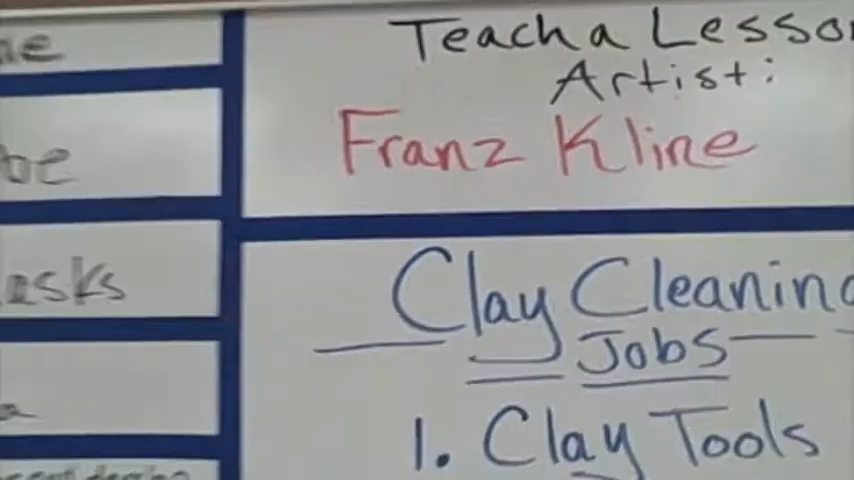 Teach a Lesson
Artist:
Franz Kline
Clay Cleaning
Jobs
1. Clay Tools